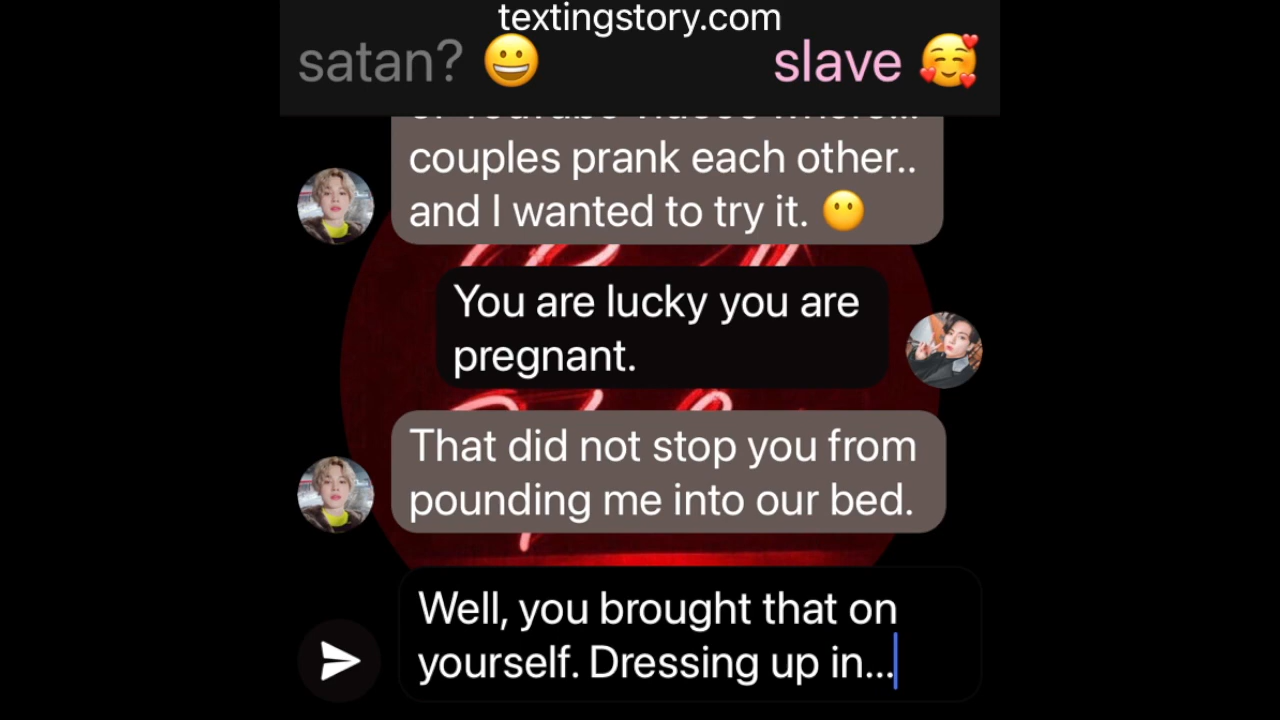 textingstory.com
satan? 😀 slave 🥰
couples prank each other..
and I wanted to try it. 😶
You are lucky you are
pregnant.
That did not stop you from
pounding me into our bed.
Well, you brought that on
yourself. Dressing up in...